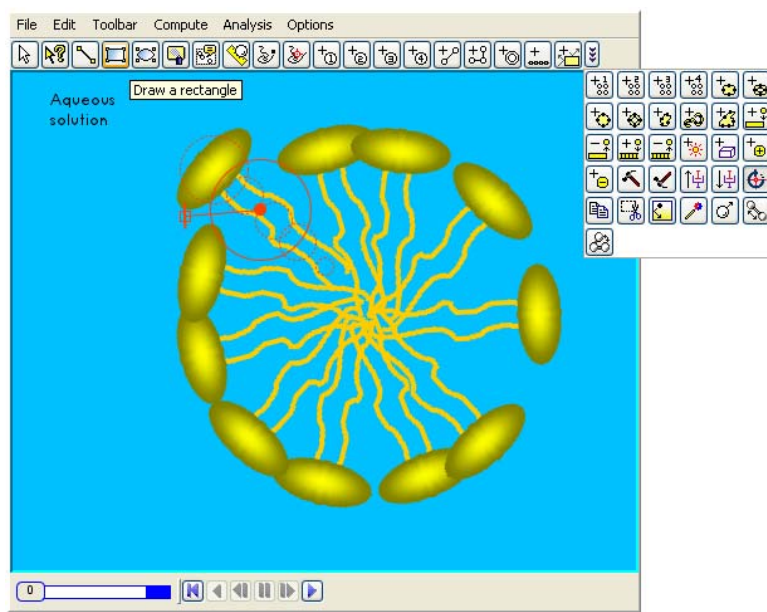 File Edit Toolbar Compute Analysis Options
Draw a rectangle
Aqueous
solution
0